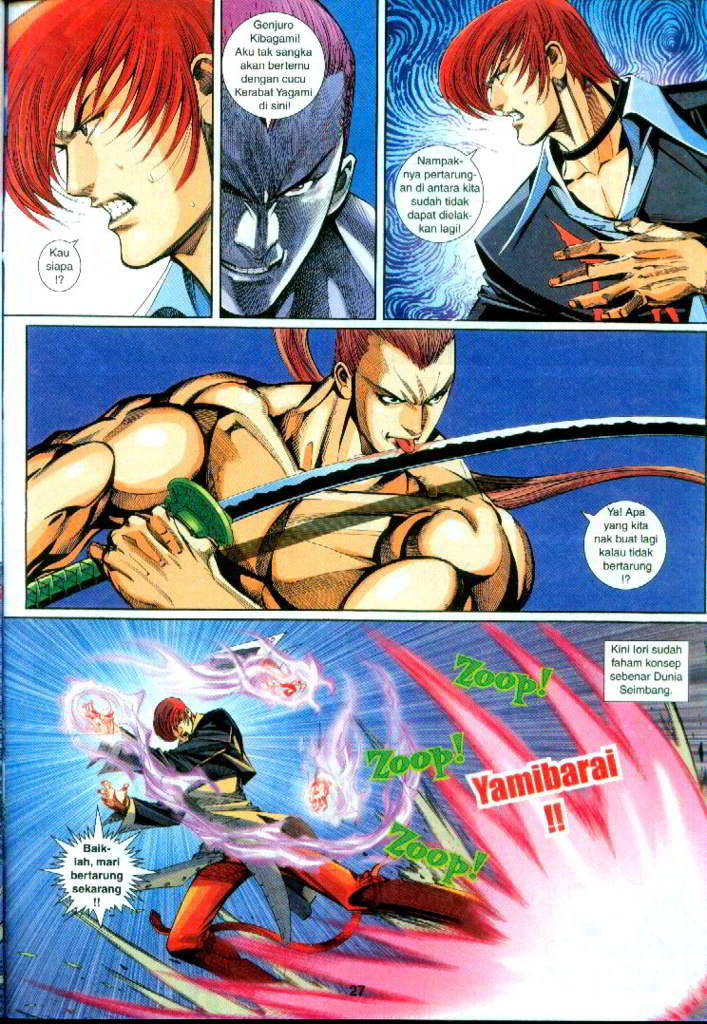 Kau
siapa
!?
Genjuro
Kibagami!
Aku tak sangka
akan bertemu
dengan cucu
Kerabat Yagami
di sini!
Nampak-
nya pertarung-
an di antara kita
sudah tidak
dapat dielak-
kan lagi!
Ya! Apa
yang kita
nak buat lagi
kalau tidak
bertarung
!?
Kini Iori sudah
faham konsep
sebenar Dunia
Seimbang.
Zoop!
Zoop!
Zoop!
Yamibarai
!!
Baik-
lah, mari
bertarung
sekarang
!!
27